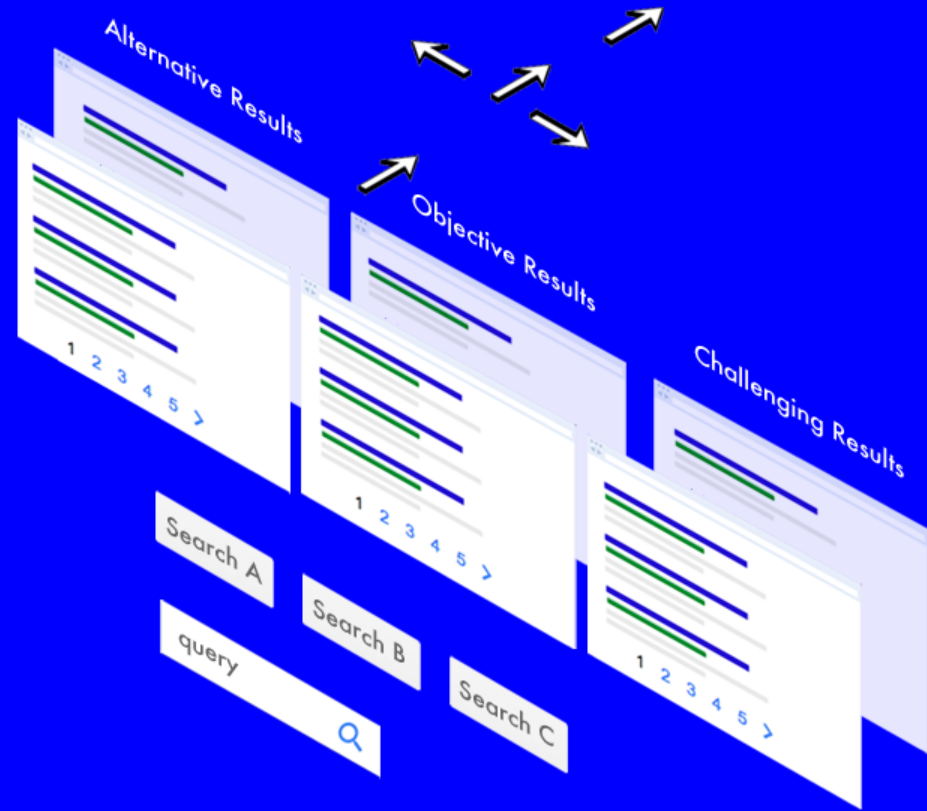 Alternative Results
Objective Results
Challenging Results
1 2 3 4 5 >
1 2 3 4 5 >
1 2 3 4 5 >
Search A
Search B
Search C
query